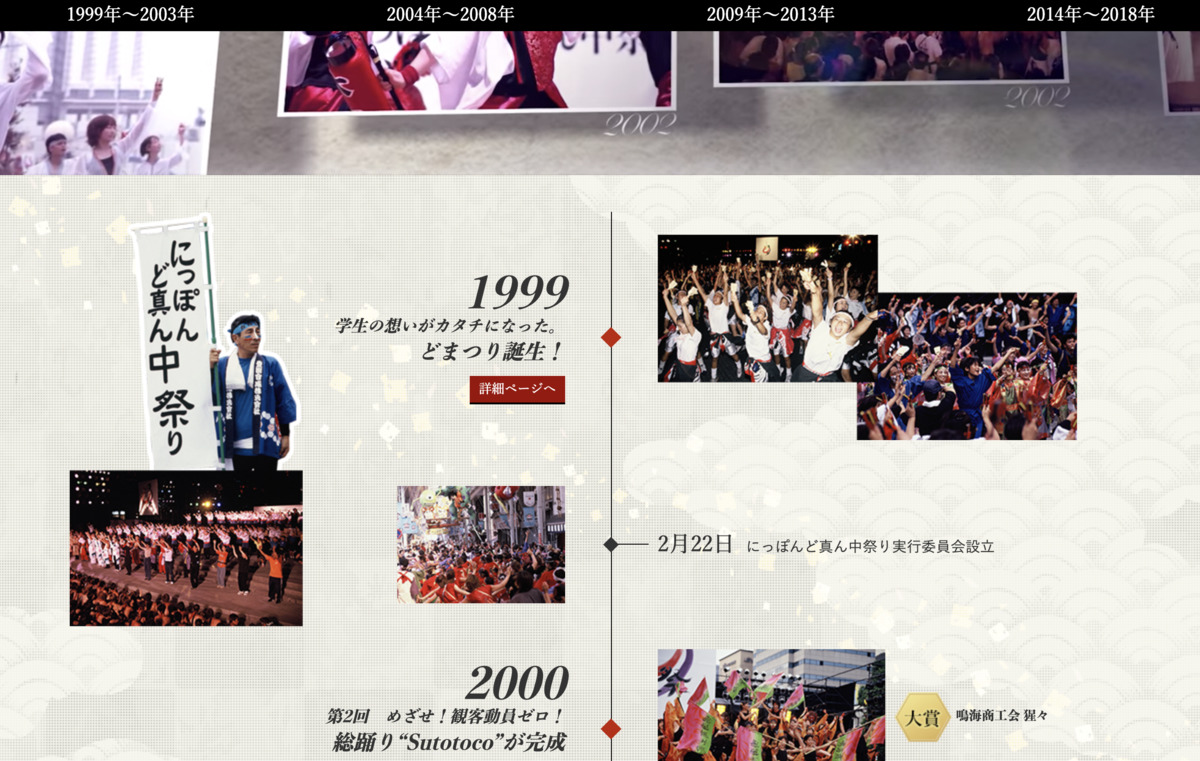 1999年〜2003年
2004年〜2008年
2009年〜2013年
2014年〜2018年
2002
2002
にっぽん
ど真ん中祭り
1999
学生の想いがカタチになった。
どまつり誕生！
詳細ページへ
2月22日 にっぽんど真ん中祭り実行委員会設立
2000
第2回　めざせ！観客動員ゼロ！
総踊り“Sutotoco”が完成
大賞 鳴海商工会 猩々